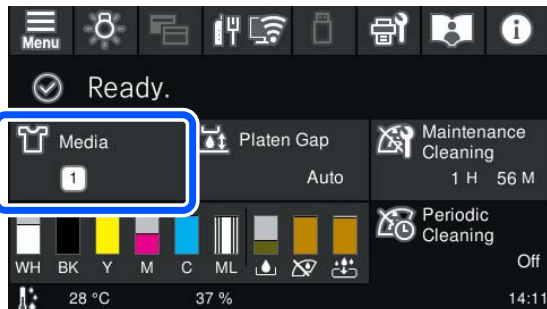 Menu
Ready.
Media
1
Platen Gap
Auto
Maintenance
Cleaning
1 H 56 M
WH BK Y M C ML
Periodic
Cleaning
Off
28 °C 37 % 14:11